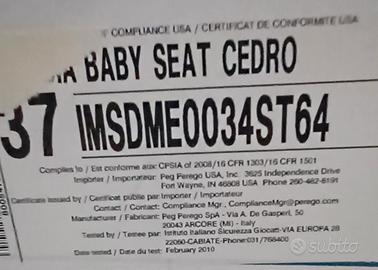 COMPLIANCE USA / CERTIFICAT DE CONFORMITE USA
BABY SEAT CEDRO
37 IMSDME0034ST64
Complies to / Est conforme aux: CPSIA of 2008/16 CFR 1303/16 CFR 1501
Importer / Importateur: Peg Perego USA, Inc. 3625 Independence Drive
Fort Wayne, IN 46808 USA Phone 260-482-8191
Certificate issued by / Certificat publie par: Importer / Importateur
Contact / Contact: Compliance Mgr., ComplianceMgr@perego.com
Manufacturer / Fabricant: Peg Perego SpA - Via A. De Gasperi, 50
20043 ARCORE (MI) - Italy
Tested by / Testee par: Istituto Italiano Sicurezza Giocattoli-VIA EUROPA 28
22060-CABIATE-Phone:031/768400
Date tested / Date du test: February 2010
subito